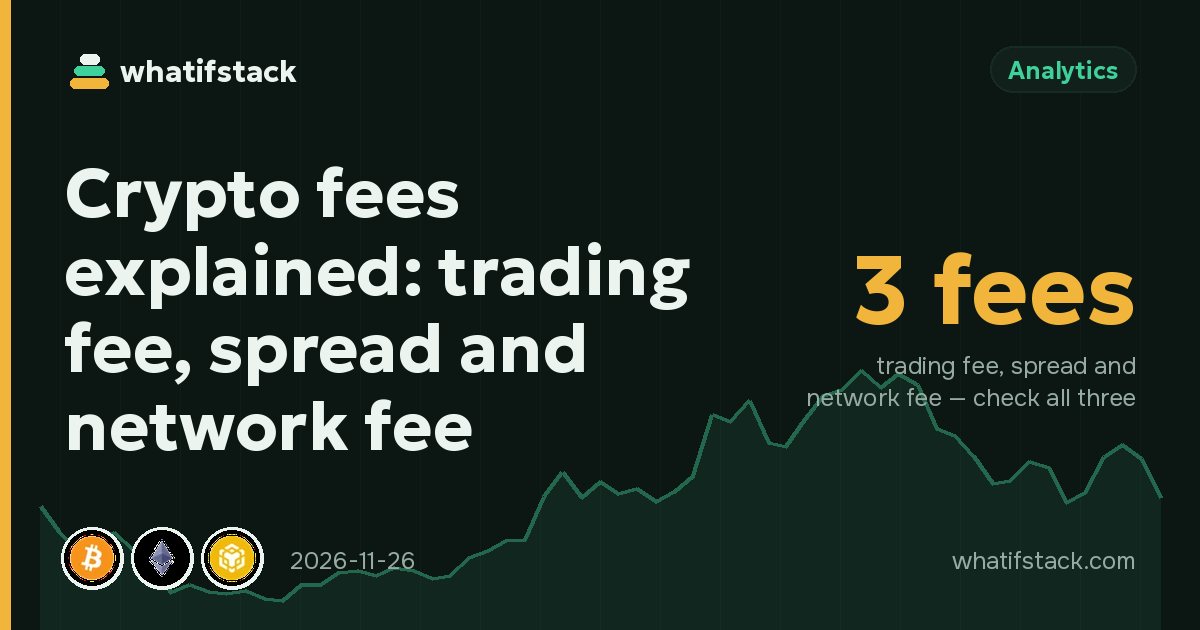 whatifstack
Analytics
Crypto fees
explained: trading
fee, spread and
network fee
3 fees
trading fee, spread and
network fee — check all three
2026-11-26
whatifstack.com